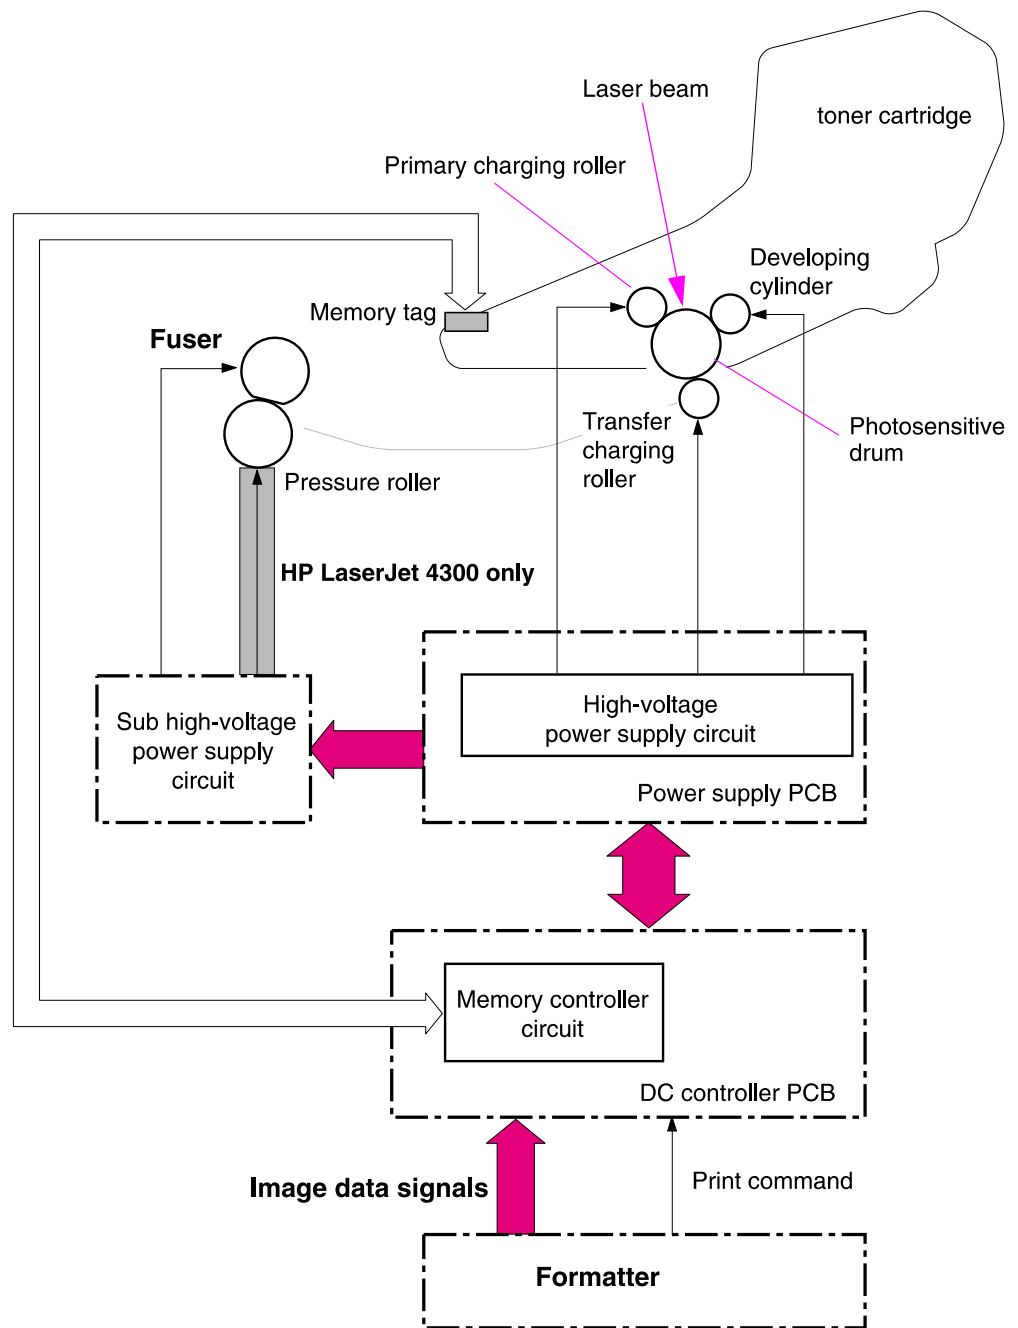 Laser beam
toner cartridge
Primary charging roller
Developing
cylinder
Memory tag
Fuser
Transfer
charging
roller
Photosensitive
drum
Pressure roller
HP LaserJet 4300 only
Sub high-voltage
power supply
circuit
High-voltage
power supply circuit
Power supply PCB
Memory controller
circuit
DC controller PCB
Image data signals
Print command
Formatter